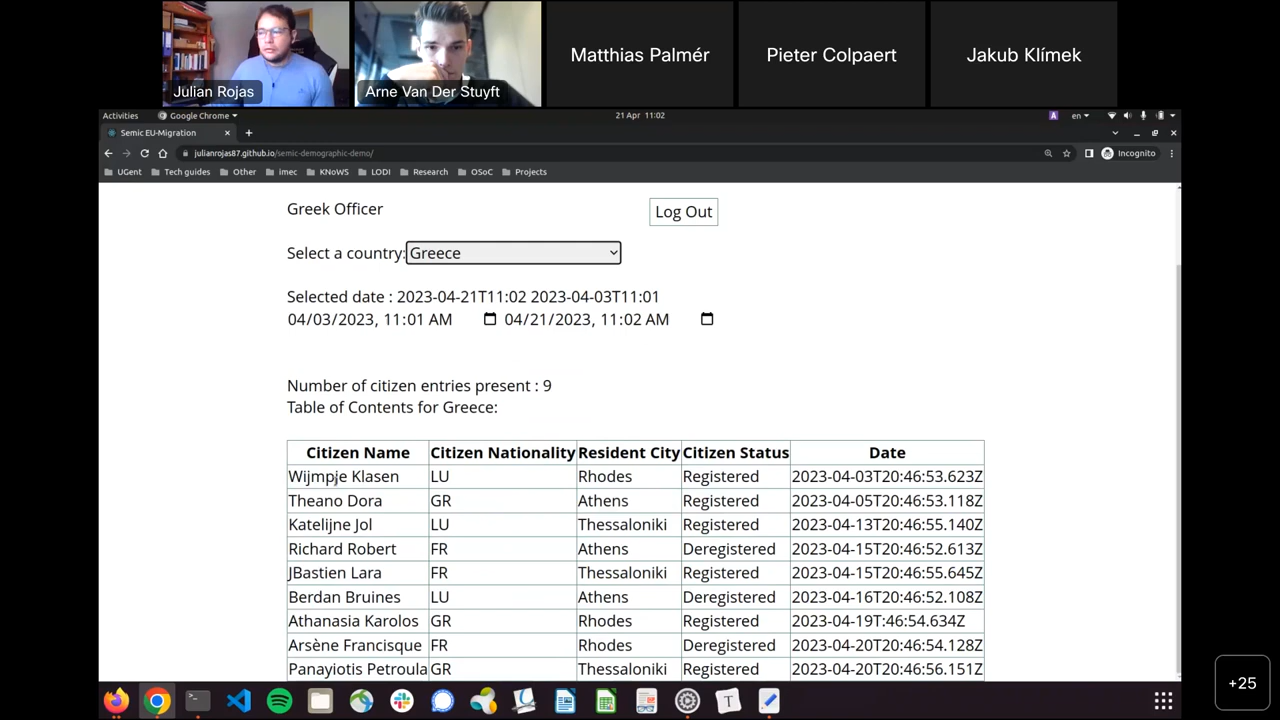 Julian Rojas
Arne Van Der Stuyft
Matthias Palmér
Pieter Colpaert
Jakub Klímek
Activities Google Chrome 21 Apr 11:02 A en
Semic EU-Migration
julianrojas87.github.io/semic-demographic-demo/ Incognito
UGent Tech guides Other imec KNoWS LODI Research OSoC Projects
Greek Officer Log Out
Select a country: Greece
Selected date : 2023-04-21T11:02 2023-04-03T11:01
04/03/2023, 11:01 AM 04/21/2023, 11:02 AM
Number of citizen entries present : 9
Table of Contents for Greece:
Citizen Name Citizen Nationality Resident City Citizen Status Date
Wijmpje Klasen LU Rhodes Registered 2023-04-03T20:46:53.623Z
Theano Dora GR Athens Registered 2023-04-05T20:46:53.118Z
Katelijne Jol LU Thessaloniki Registered 2023-04-13T20:46:55.140Z
Richard Robert FR Athens Deregistered 2023-04-15T20:46:52.613Z
JBastien Lara FR Thessaloniki Registered 2023-04-15T20:46:55.645Z
Berdan Bruines LU Athens Deregistered 2023-04-16T20:46:52.108Z
Athanasia Karolos GR Rhodes Registered 2023-04-19T:46:54.634Z
Arsène Francisque FR Rhodes Deregistered 2023-04-20T20:46:54.128Z
Panayiotis Petroula GR Thessaloniki Registered 2023-04-20T20:46:56.151Z
+25